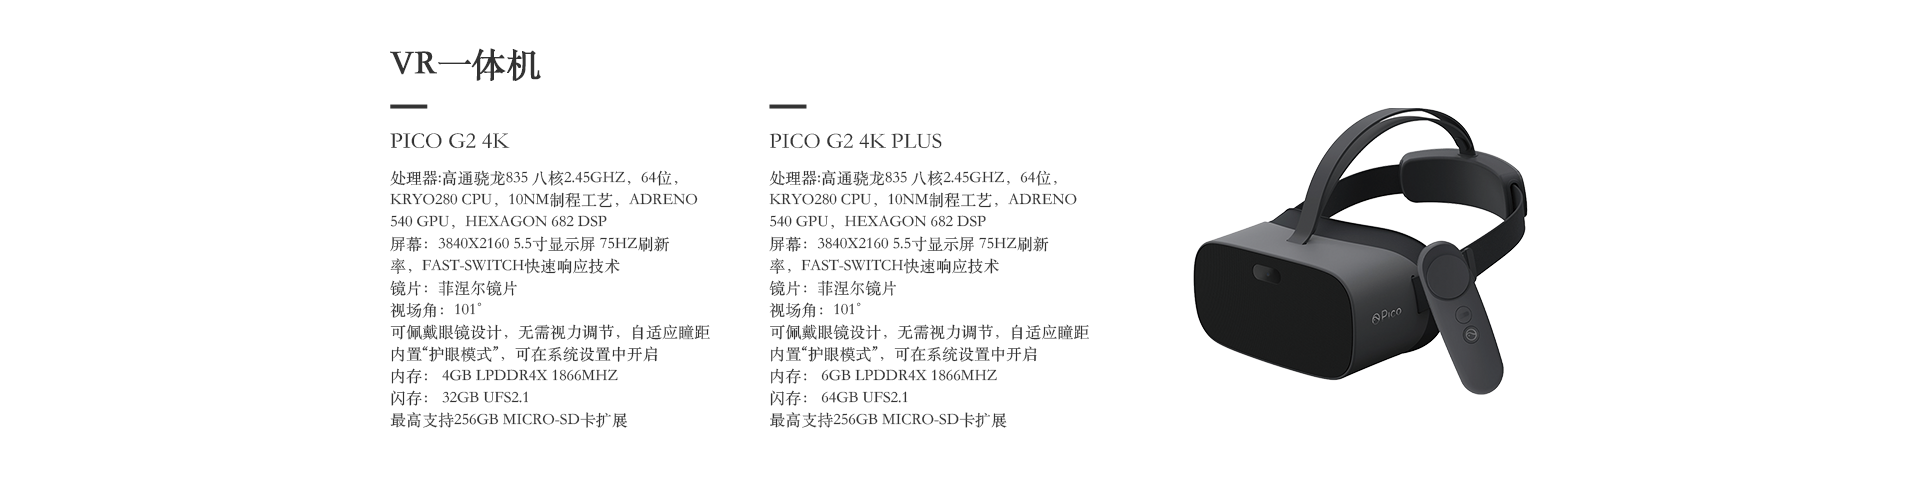 VR一体机
PICO G2 4K
处理器:高通骁龙835 八核2.45GHZ，64位，
KRYO280 CPU，10NM制程工艺，ADRENO
540 GPU，HEXAGON 682 DSP
屏幕：3840X2160 5.5寸显示屏 75HZ刷新
率，FAST-SWITCH快速响应技术
镜片：菲涅尔镜片
视场角：101°
可佩戴眼镜设计，无需视力调节，自适应瞳距
内置“护眼模式”，可在系统设置中开启
内存： 4GB LPDDR4X 1866MHZ
闪存： 32GB UFS2.1
最高支持256GB MICRO-SD卡扩展
PICO G2 4K PLUS
处理器:高通骁龙835 八核2.45GHZ，64位，
KRYO280 CPU，10NM制程工艺，ADRENO
540 GPU，HEXAGON 682 DSP
屏幕：3840X2160 5.5寸显示屏 75HZ刷新
率，FAST-SWITCH快速响应技术
镜片：菲涅尔镜片
视场角：101°
可佩戴眼镜设计，无需视力调节，自适应瞳距
内置“护眼模式”，可在系统设置中开启
内存： 6GB LPDDR4X 1866MHZ
闪存： 64GB UFS2.1
最高支持256GB MICRO-SD卡扩展
Pico